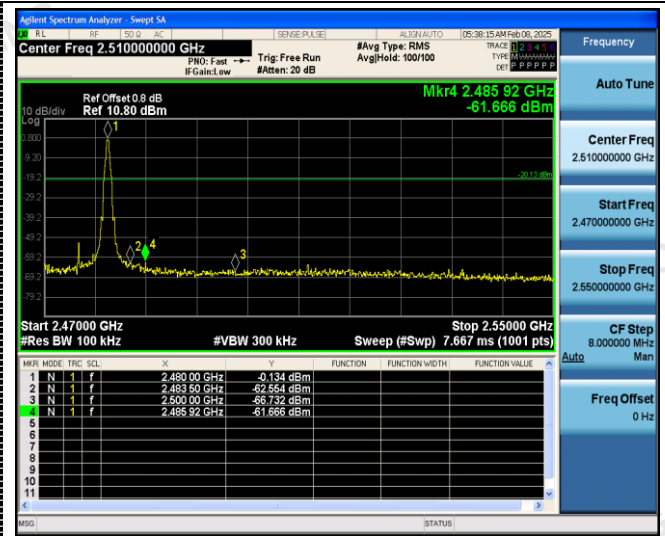 Agilent Spectrum Analyzer - Swept SA
RL RF 50 Ω AC SENSE:PULSE ALIGN AUTO 05:38:15 AM Feb 08, 2025
Center Freq 2.510000000 GHz
PNO: Fast Trig: Free Run #Avg Type: RMS TRACE 1 2 3 4 5 6
IFGain:Low #Atten: 20 dB Avg|Hold: 100/100 TYPE M
DET P P P P P P
Mkr4 2.485 92 GHz
-61.666 dBm
Ref Offset 0.8 dB
10 dB/div Ref 10.80 dBm
Log
0.800
-9.20
-19.2
-20.13 dBm
-29.2
-39.2
-49.2
-59.2
-69.2
-79.2
1
2
4
3
Start 2.47000 GHz Stop 2.55000 GHz
#Res BW 100 kHz #VBW 300 kHz Sweep (#Swp) 7.667 ms (1001 pts)
MKR MODE TRC SCL X Y FUNCTION FUNCTION WIDTH FUNCTION VALUE
1 N 1 f 2.480 00 GHz -0.134 dBm
2 N 1 f 2.483 50 GHz -62.554 dBm
3 N 1 f 2.500 00 GHz -66.732 dBm
4 N 1 f 2.485 92 GHz -61.666 dBm
5
6
7
8
9
10
11
MSG STATUS
Frequency
Auto Tune
Center Freq
2.510000000 GHz
Start Freq
2.470000000 GHz
Stop Freq
2.550000000 GHz
CF Step
8.000000 MHz
Auto Man
Freq Offset
0 Hz